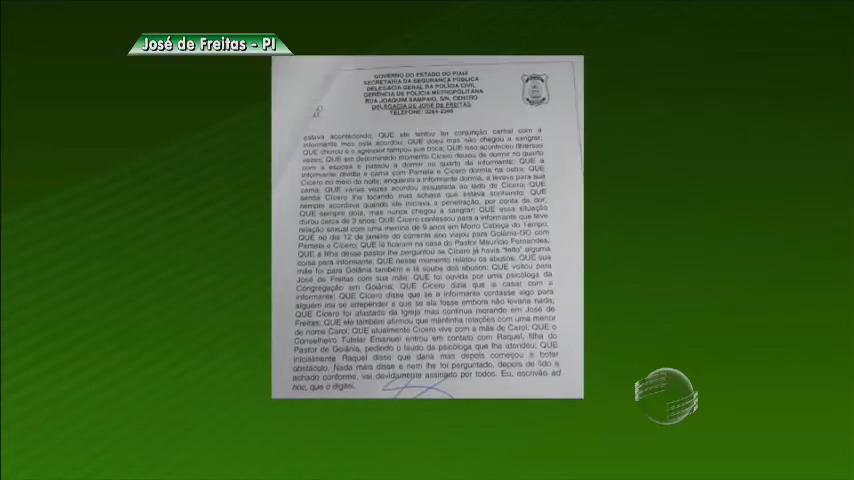 José de Freitas - PI
GOVERNO DO ESTADO DO PIAUÍ
SECRETARIA DA SEGURANÇA PÚBLICA
DELEGACIA GERAL DA POLÍCIA CIVIL
GERÊNCIA DE POLÍCIA METROPOLITANA
RUA JOAQUIM SAMPAIO, S/N, CENTRO
DELEGACIA DE JOSÉ DE FREITAS
TELEFONE:
estava acontecendo; QUE ele tentou ter conjunção carnal com a
informante mas esta acordou; QUE doeu mas não chegou a sangrar;
QUE chorou e o agressor tampou sua boca; QUE isso aconteceu diversas
vezes; QUE em determinado momento Cícero deixou de dormir no quarto
com a esposa e passou a dormir no quarto da informante; QUE a
informante dividia a cama com Pamela e Cícero dormia na outra; QUE
Cícero no meio da noite, enquanto a informante dormia, a levava para sua
cama; QUE várias vezes acordou assustada ao lado de Cícero; QUE
sentia Cícero lhe tocando mas achava que estava sonhando; QUE
sempre acordava quando ele iniciava a penetração, por conta da dor;
QUE sempre doía, mas nunca chegou a sangrar; QUE essa situação
durou cerca de 3 anos; QUE Cícero confessou para a informante que teve
relação sexual com uma menina de 9 anos em Morro Cabeça do Tempo;
QUE no dia 12 de janeiro do corrente ano viajou para Goiânia-GO com
Pamela e Cícero; QUE lá ficaram na casa do Pastor Maurício Fernandes;
QUE a filha desse pastor lhe perguntou se Cícero já havia "feito" alguma
coisa para informante; QUE nesse momento relatou os abusos; QUE sua
mãe foi para Goiânia também e lá soube dos abusos; QUE voltou para
José de Freitas com sua mãe; QUE foi ouvida por uma psicóloga da
Congregação em Goiânia; QUE Cícero dizia que ia casar com a
informante; QUE Cícero disse que se a informante contasse algo para
alguém iria se arrepender e que se ela fosse embora não levaria nada;
QUE Cícero foi afastado da Igreja mas continua morando em José de
Freitas; QUE ele também afirmou que mantinha relações com uma menor
de nome Carol; QUE atualmente Cícero vive com a mãe de Carol; QUE o
Conselheiro Tutelar Emanuel entrou em contato com Raquel, filha do
Pastor de Goiânia, pedindo o laudo da psicóloga que lhe atendeu; QUE
inicialmente Raquel disse que daria mas depois começou a botar
obstáculo. Nada mais disse e nem lhe foi perguntado, depois de lido e
achado conforme, vai devidamente assinado por todos. Eu, escrivão ad
hoc, que o digitei.